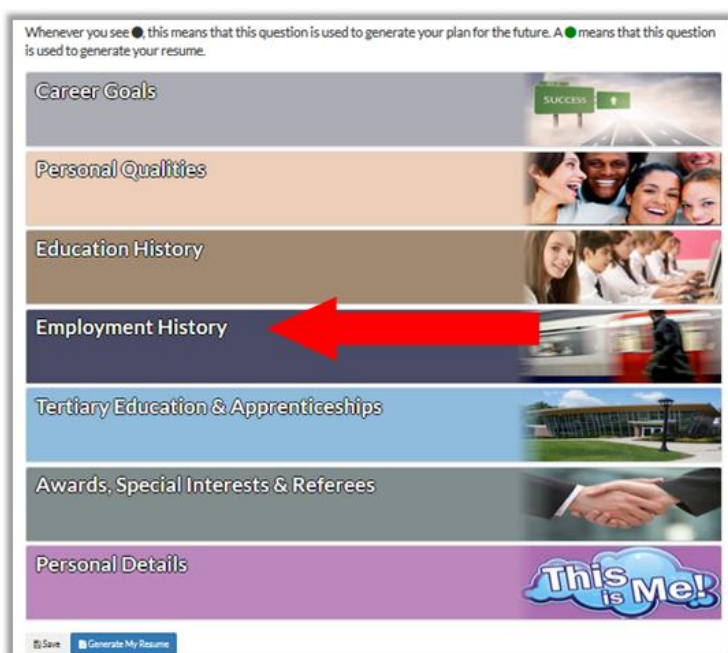 Whenever you see ●, this means that this question is used to generate your plan for the future. A ● means that this question
is used to generate your resume.
Career Goals
SUCCESS
Personal Qualities
Education History
Employment History
Tertiary Education & Apprenticeships
Awards, Special Interests & Referees
Personal Details
This
is Me!
Save Generate My Resume